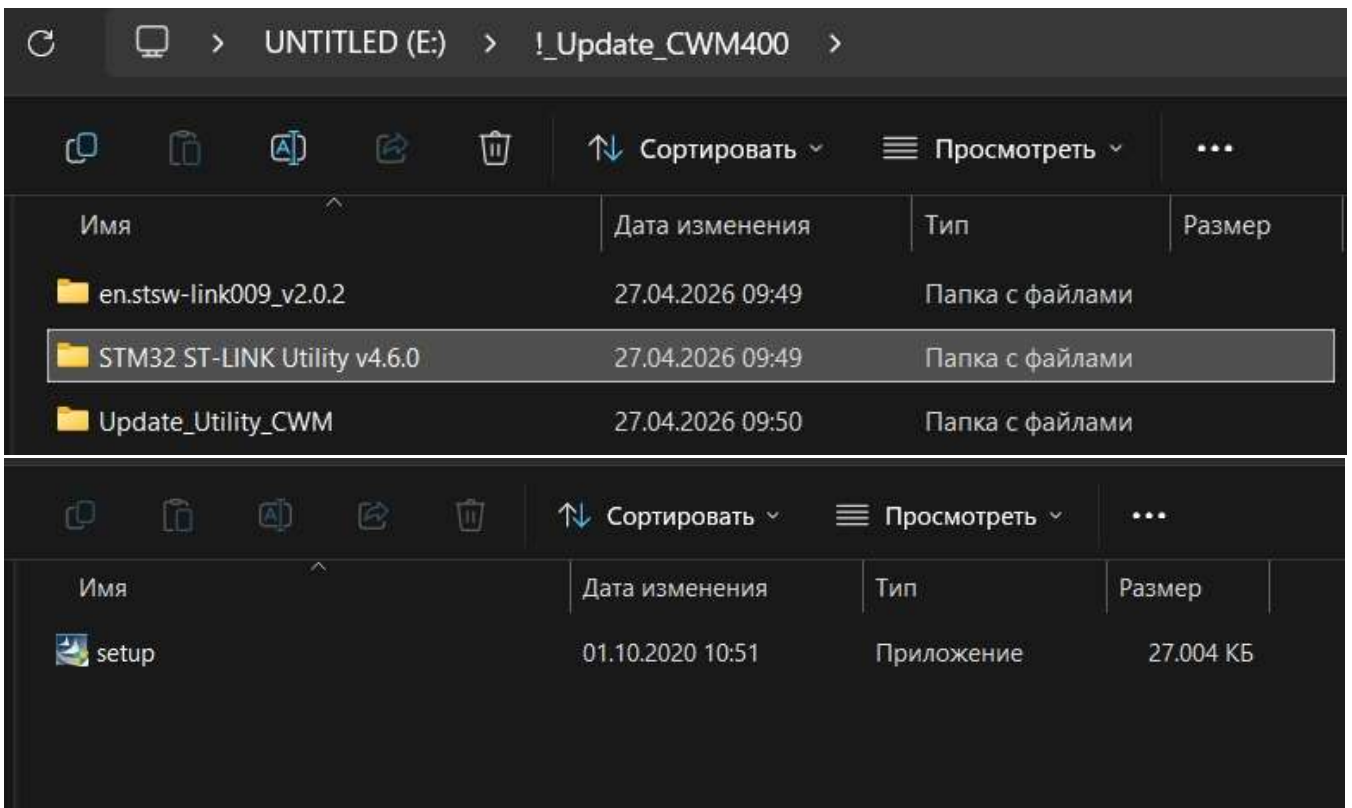 UNTITLED (E:) > !_Update_CWM400 >
Сортировать Просмотреть
Имя Дата изменения Тип Размер
en.stsw-link009_v2.0.2 27.04.2026 09:49 Папка с файлами
STM32 ST-LINK Utility v4.6.0 27.04.2026 09:49 Папка с файлами
Update_Utility_CWM 27.04.2026 09:50 Папка с файлами
Сортировать Просмотреть
Имя Дата изменения Тип Размер
setup 01.10.2020 10:51 Приложение 27.004 КБ